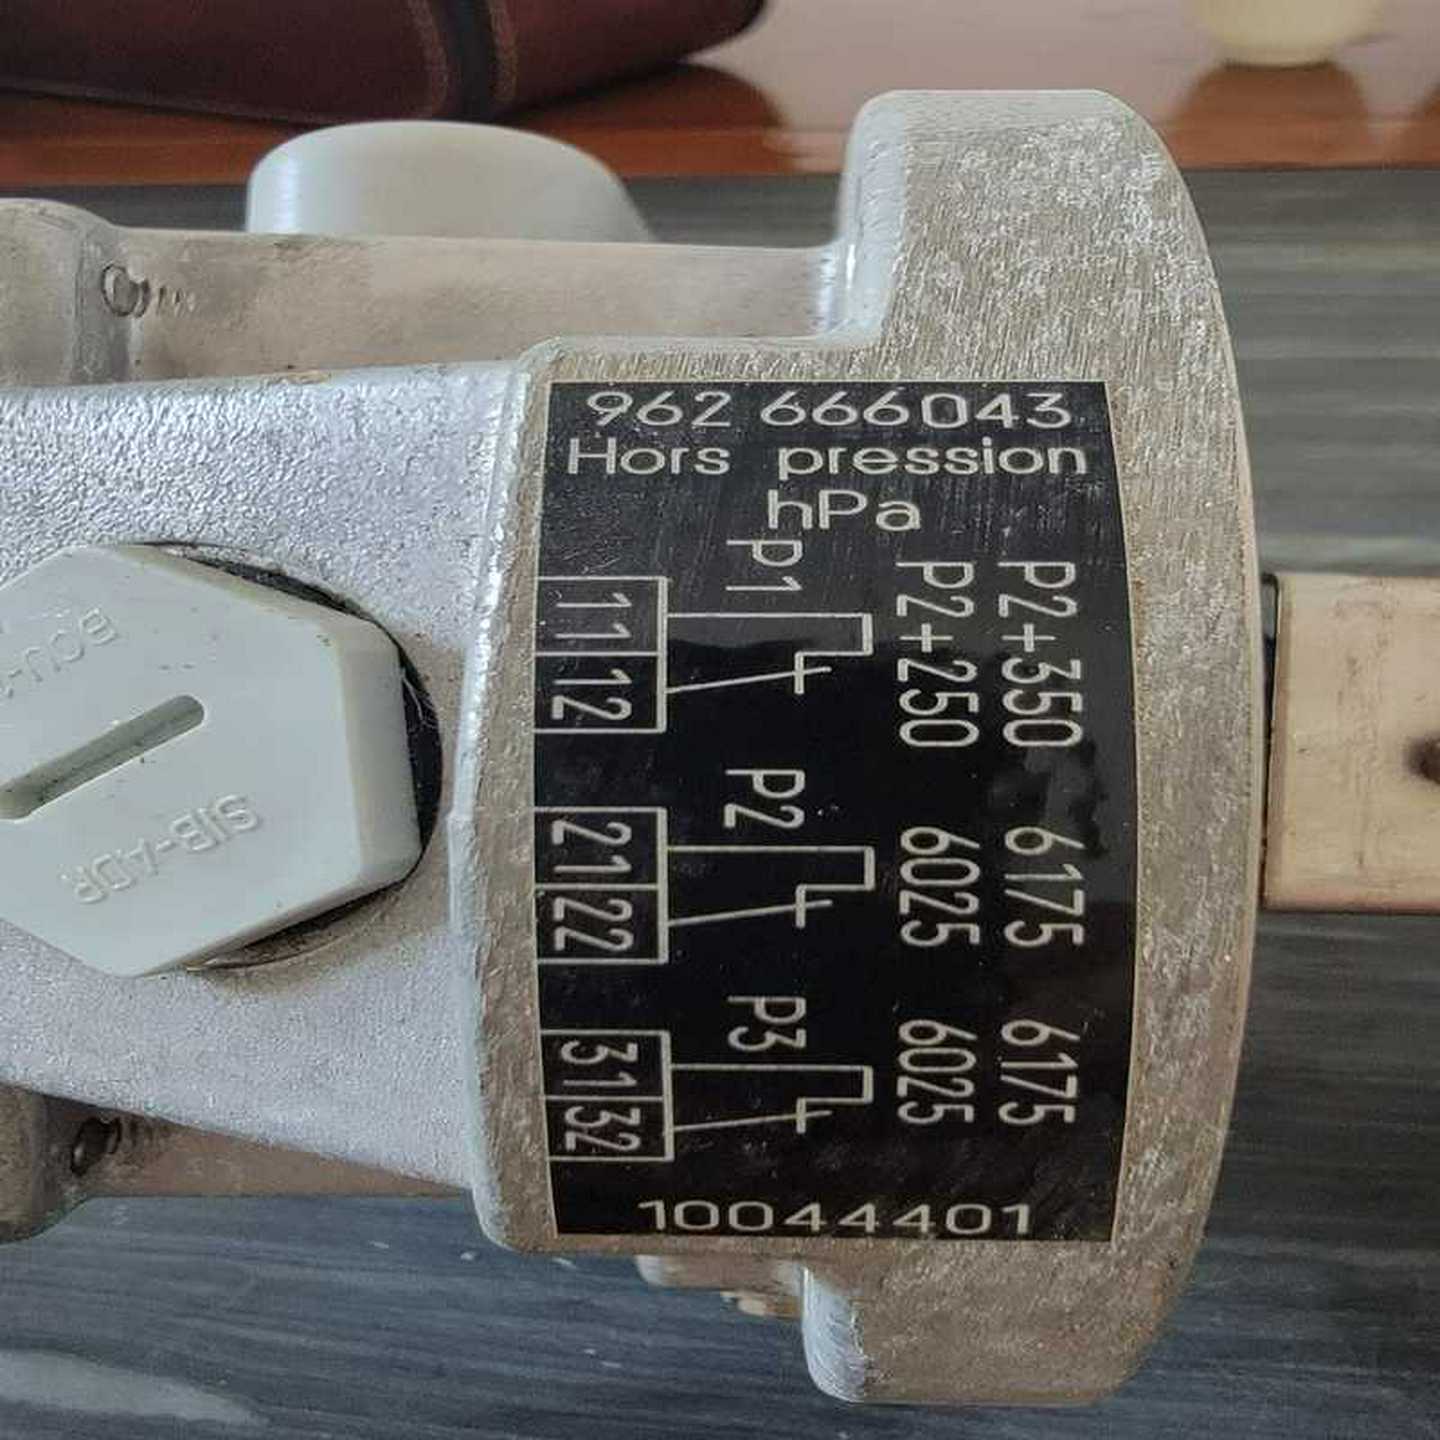 962 666043
Hors pression
hPa
P2+350 6175 6175
P2+250 6025 6025
P1 P2 P3
11 12 21 22 31 32
10044401
SIB-ADR